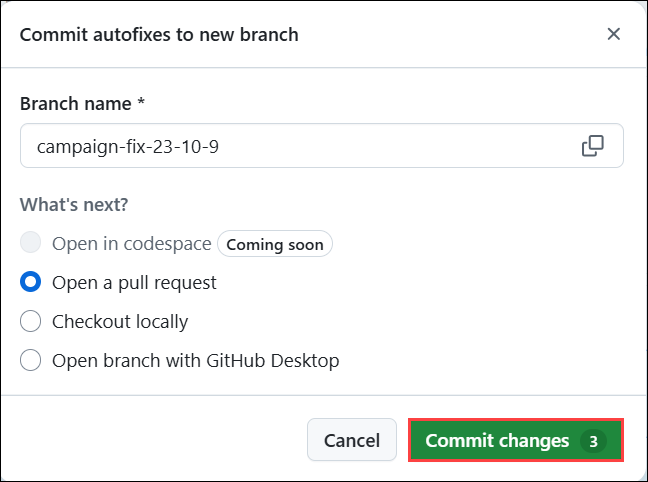 Commit autofixes to new branch
Branch name *
campaign-fix-23-10-9
What's next?
Open in codespace Coming soon
Open a pull request
Checkout locally
Open branch with GitHub Desktop
Cancel Commit changes 3